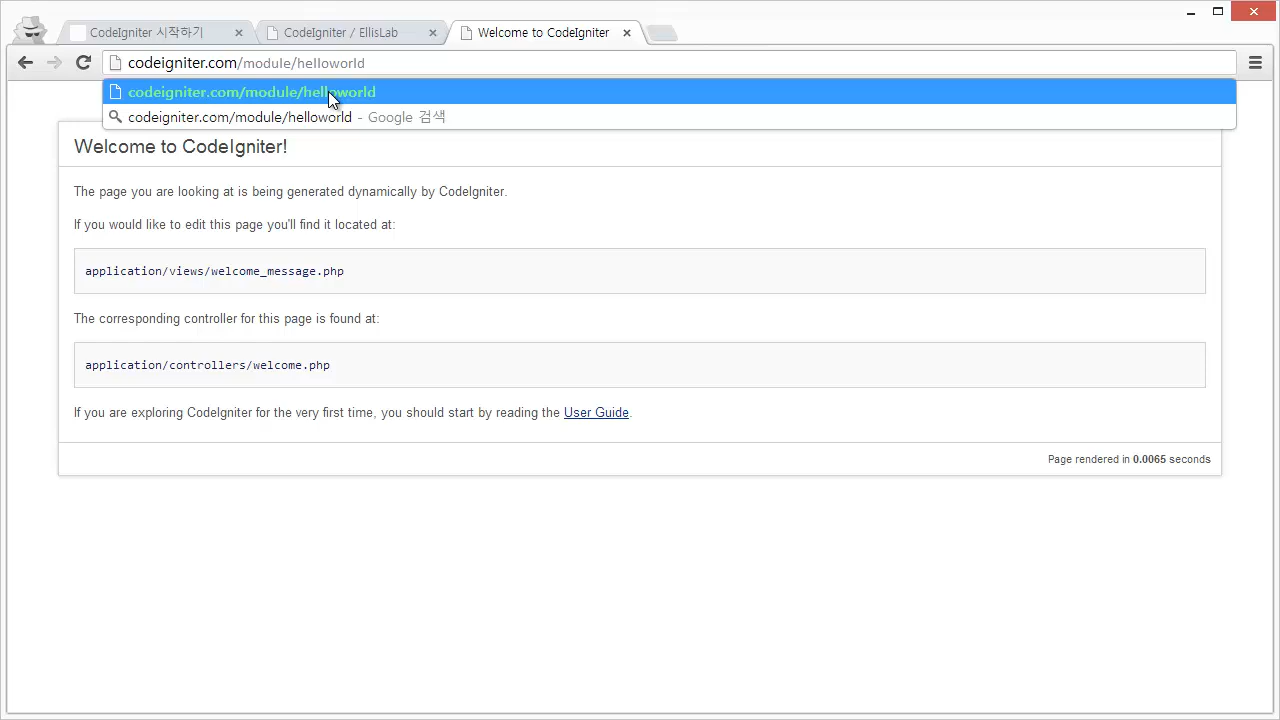 CodeIgniter 시작하기
CodeIgniter / EllisLab
Welcome to CodeIgniter
codeigniter.com/module/helloworld
codeigniter.com/module/helloworld
codeigniter.com/module/helloworld - Google 검색
Welcome to CodeIgniter!
The page you are looking at is being generated dynamically by CodeIgniter.
If you would like to edit this page you'll find it located at:
application/views/welcome_message.php
The corresponding controller for this page is found at:
application/controllers/welcome.php
If you are exploring CodeIgniter for the very first time, you should start by reading the User Guide.
Page rendered in 0.0065 seconds